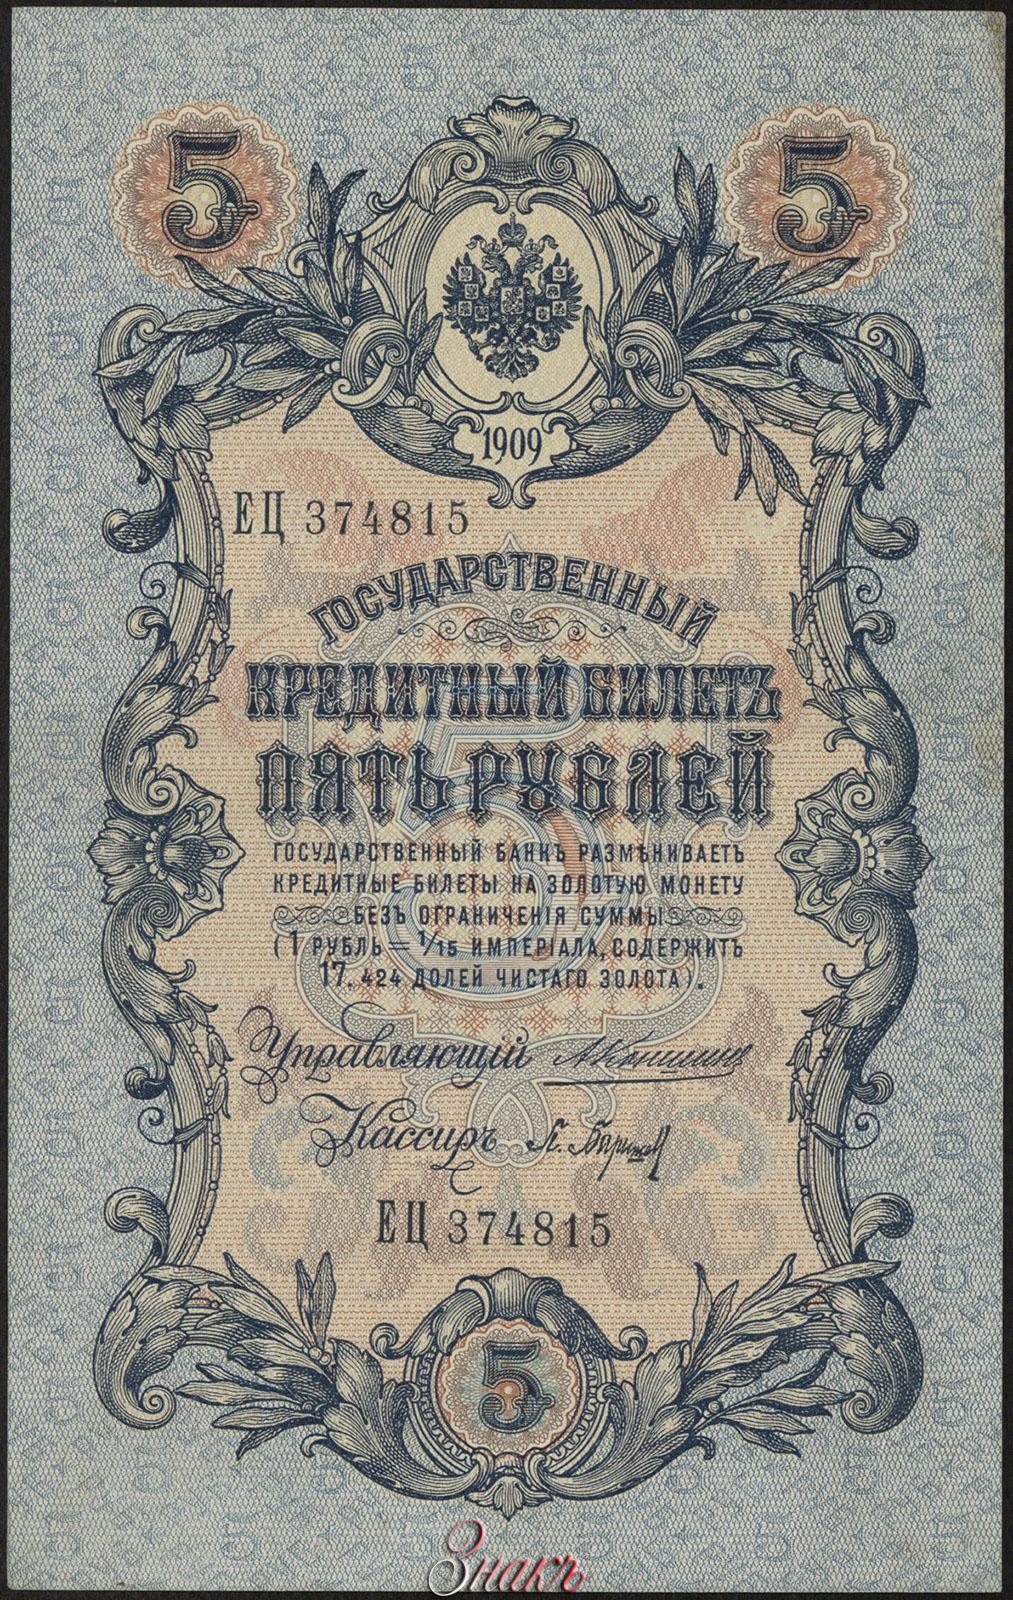 5 5
1909
ЕЦ 374815
ГОСУДАРСТВЕННЫЙ
КРЕДИТНЫЙ БИЛЕТЪ
ПЯТЬ РУБЛЕЙ
5
ГОСУДАРСТВЕННЫЙ БАНКЪ РАЗМѢНИВАЕТЪ
КРЕДИТНЫЕ БИЛЕТЫ НА ЗОЛОТУЮ МОНЕТУ
БЕЗЪ ОГРАНИЧЕНІЯ СУММЫ
(1 РУБЛЬ = 1/15 ИМПЕРІАЛА, СОДЕРЖИТЪ
17.424 ДОЛЕЙ ЧИСТАГО ЗОЛОТА).
Управляющій
Кассиръ
ЕЦ 374815
5
Знакъ